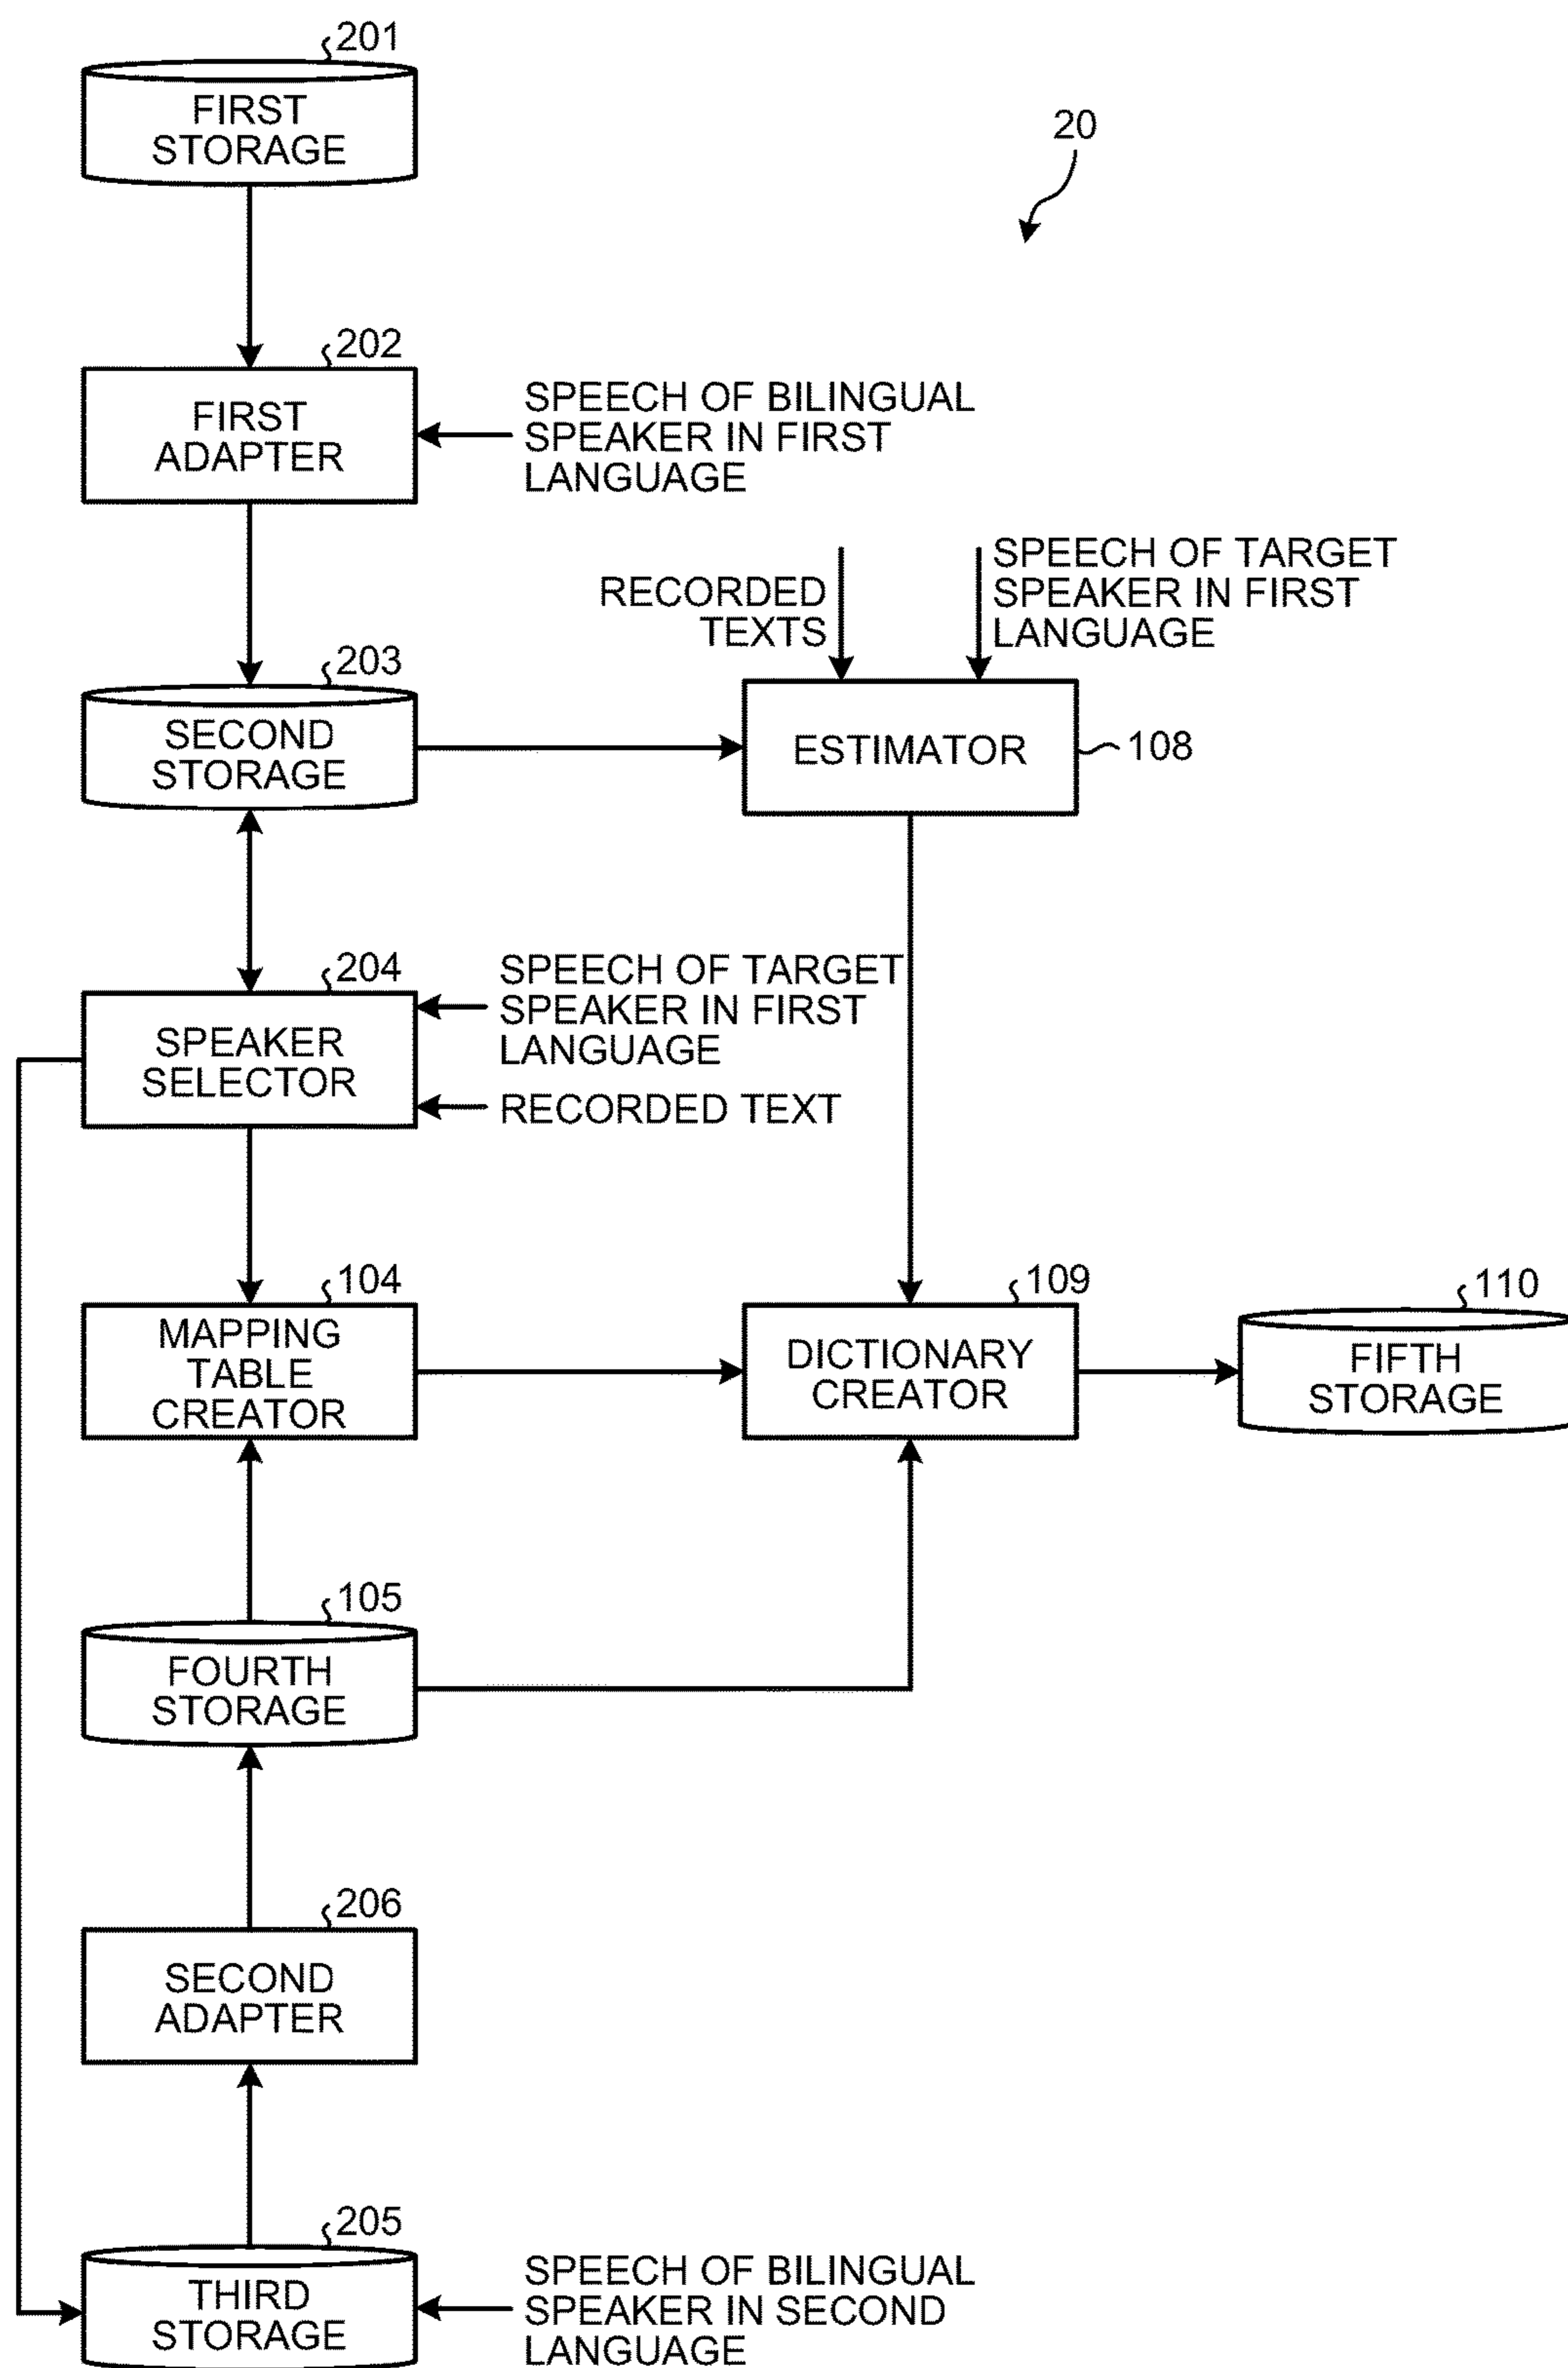 201
FIRST
STORAGE
20
202
FIRST
ADAPTER
SPEECH OF BILINGUAL
SPEAKER IN FIRST
LANGUAGE
RECORDED
TEXTS
SPEECH OF TARGET
SPEAKER IN FIRST
LANGUAGE
203
SECOND
STORAGE
ESTIMATOR
108
204
SPEAKER
SELECTOR
SPEECH OF TARGET
SPEAKER IN FIRST
LANGUAGE
RECORDED TEXT
104
MAPPING
TABLE
CREATOR
109
DICTIONARY
CREATOR
110
FIFTH
STORAGE
105
FOURTH
STORAGE
206
SECOND
ADAPTER
205
THIRD
STORAGE
SPEECH OF BILINGUAL
SPEAKER IN SECOND
LANGUAGE